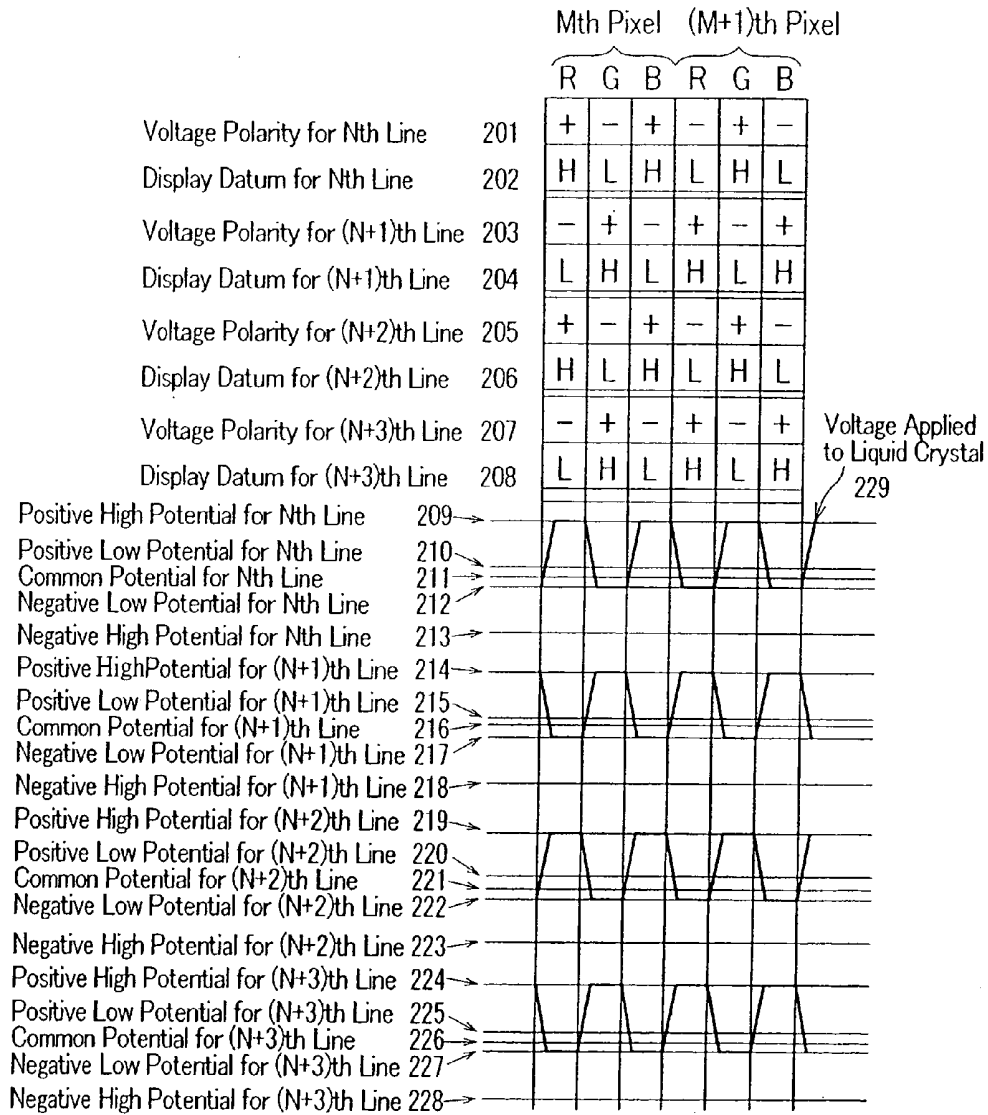 Mth Pixel (M+1)th Pixel
R G B R G B
Voltage Polarity for Nth Line 201 + − + − + −
Display Datum for Nth Line 202 H L H L H L
Voltage Polarity for (N+1)th Line 203 − + − + − +
Display Datum for (N+1)th Line 204 L H L H L H
Voltage Polarity for (N+2)th Line 205 + − + − + −
Display Datum for (N+2)th Line 206 H L H L H L
Voltage Polarity for (N+3)th Line 207 − + − + − +
Display Datum for (N+3)th Line 208 L H L H L H
Voltage Applied
to Liquid Crystal
229
Positive High Potential for Nth Line 209
Positive Low Potential for Nth Line 210
Common Potential for Nth Line 211
Negative Low Potential for Nth Line 212
Negative High Potential for Nth Line 213
Positive HighPotential for (N+1)th Line 214
Positive Low Potential for (N+1)th Line 215
Common Potential for (N+1)th Line 216
Negative Low Potential for (N+1)th Line 217
Negative High Potential for (N+1)th Line 218
Positive High Potential for (N+2)th Line 219
Positive Low Potential for (N+2)th Line 220
Common Potential for (N+2)th Line 221
Negative Low Potential for (N+2)th Line 222
Negative High Potential for (N+2)th Line 223
Positive High Potential for (N+3)th Line 224
Positive Low Potential for (N+3)th Line 225
Common Potential for (N+3)th Line 226
Negative Low Potential for (N+3)th Line 227
Negative High Potential for (N+3)th Line 228